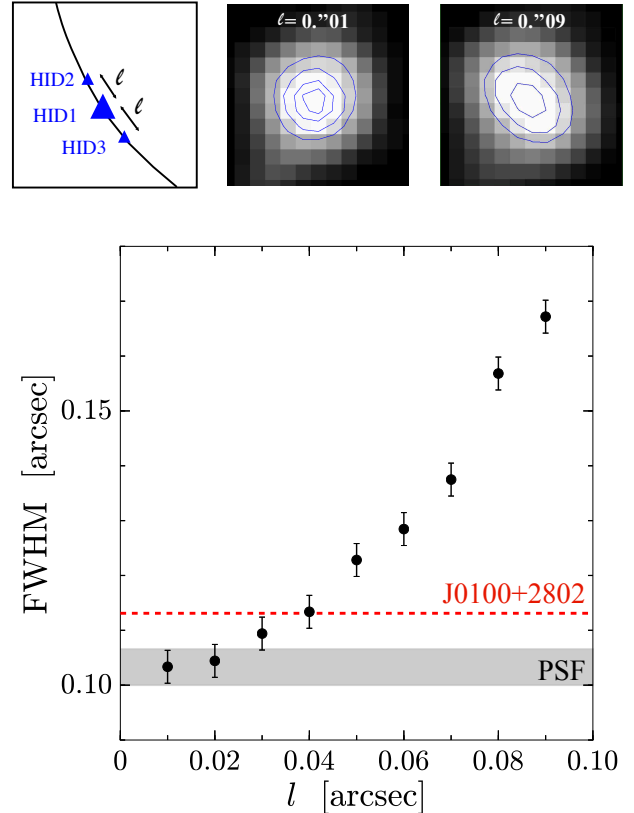 HID2
ℓ
HID1
ℓ
HID3
ℓ= 0.”01
ℓ= 0.”09
FWHM [arcsec]
0.15
0.10
J0100+2802
PSF
0 0.02 0.04 0.06 0.08 0.10
l [arcsec]